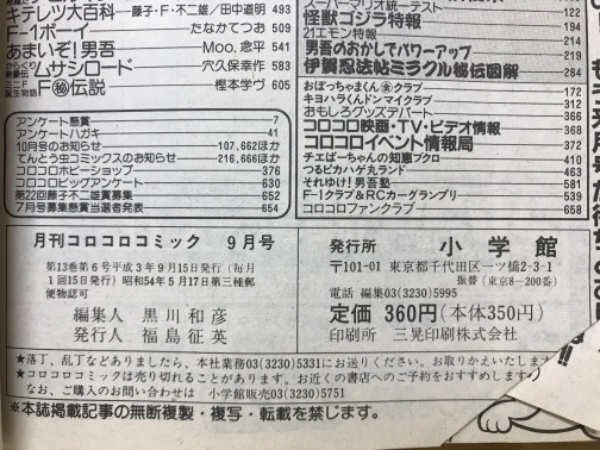 キテレツ大百科 藤子・F・不二雄/田中道明 493
F-1ボーイ たなかてつお 509
あまいぞ!男吾 Moo.念平 541
ムサシロード 穴久保幸作 583
F㊙伝説 樫本学ヴ 605
アンケート懸賞 7
アンケートハガキ 41
10月号のお知らせ 107,662ほか
てんとう虫コミックスのお知らせ 216,666ほか
コロコロホビーショップ 376
コロコロビッグアンケート 630
第22回藤子不二雄賞募集 652
7月号募集懸賞当選者発表 654
スーパーマリオ統一テスト 122
怪獣ゴジラ特報 194
21エモン特報 214
男吾のおかしでパワーアップ 219
伊賀忍法帖ミラクル秘伝図解 284
おぼっちゃまくん㊎クラブ 172
キヨハラくんドンマイクラブ 312
おもしろグッズデパート 366
コロコロ映画・TV・ビデオ情報 368
コロコロイベント情報局 372
チエばーちゃんの知恵ブクロ 410
つるピカハゲ丸ランド 463
それゆけ!男吾塾 581
F-1クラブ&RCカーグランプリ 539
コロコロファンクラブ 658
月刊コロコロコミック 9月号
第13巻第6号平成3年9月15日発行(毎月
1回15日発行)昭和54年5月17日第三種郵
便物認可
編集人 黒川和彦
発行人 福島征英
発行所 小学館
〒101-01 東京都千代田区一ツ橋2-3-1
振替(東京8-200番)
電話 編集03(3230)5995
定価 360円(本体350円)
印刷所 三晃印刷株式会社
★落丁、乱丁などありましたら、本社業務03(3230)5331にお送りください。お取りかえいたします
★コロコロコミックは売り切れることがあります。お近くの書店へのご予約をおすすめします
なお、ご購入のお問い合わせは 小学館販売03(3230)5751
※本誌掲載記事の無断複製・複写・転載を禁じます。